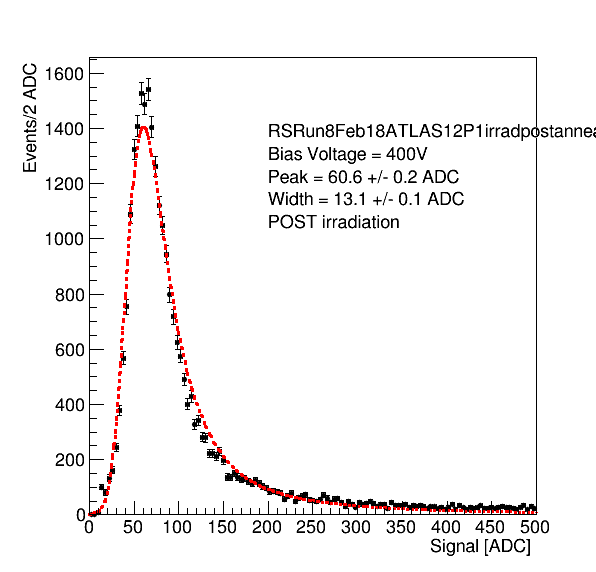 1600
1400
1200
1000
800
600
400
200
0
Events/2 ADC
RSRun8Feb18ATLAS12P1irradpostannea
Bias Voltage = 400V
Peak = 60.6 +/- 0.2 ADC
Width = 13.1 +/- 0.1 ADC
POST irradiation
0 50 100 150 200 250 300 350 400 450 500
Signal [ADC]